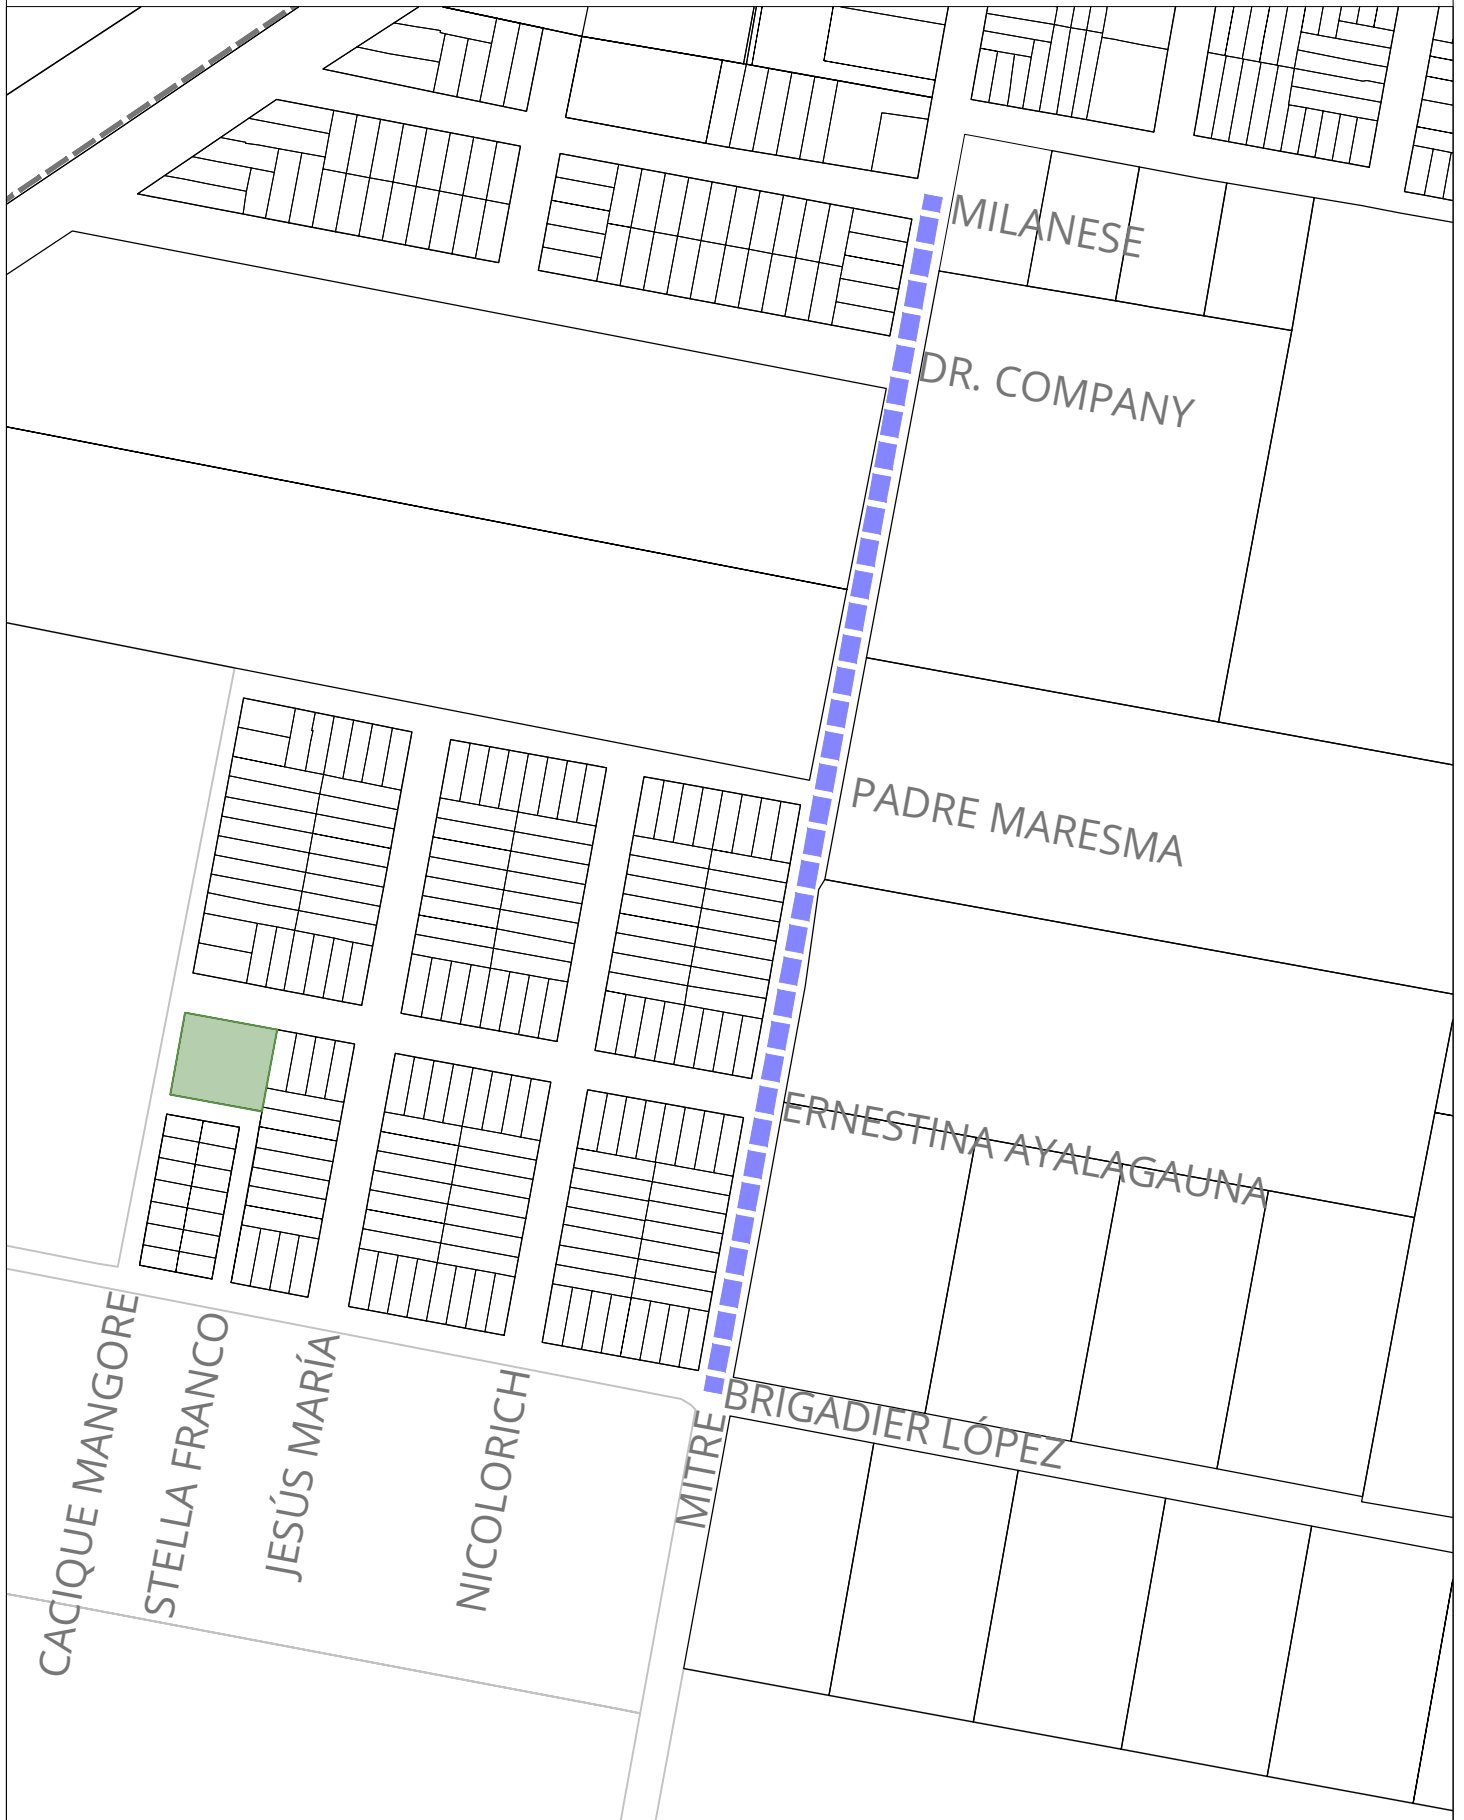 MILANESE
DR. COMPANY
PADRE MARESMA
ERNESTINA AYALAGAUNA
BRIGADIER LÓPEZ
CACIQUE MANGORE
STELLA FRANCO
JESÚS MARÍA
NICOLORICH
MITRE